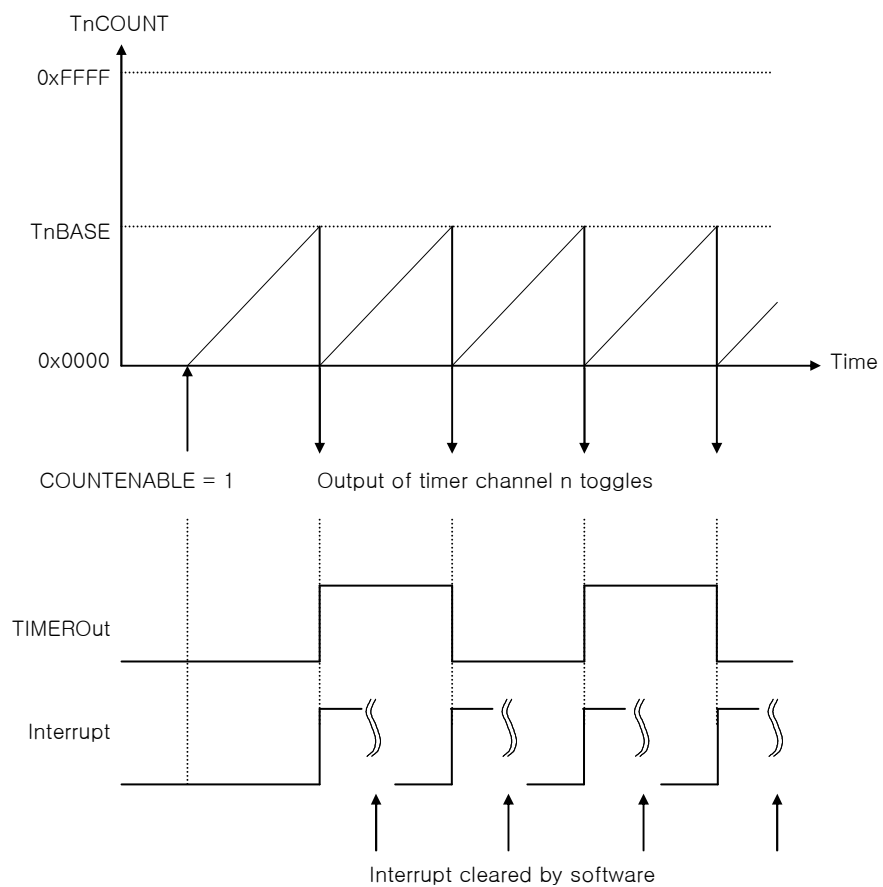 TnCOUNT
0xFFFF
TnBASE
0x0000
Time
COUNTENABLE = 1
Output of timer channel n toggles
TIMEROut
Interrupt
Interrupt cleared by software